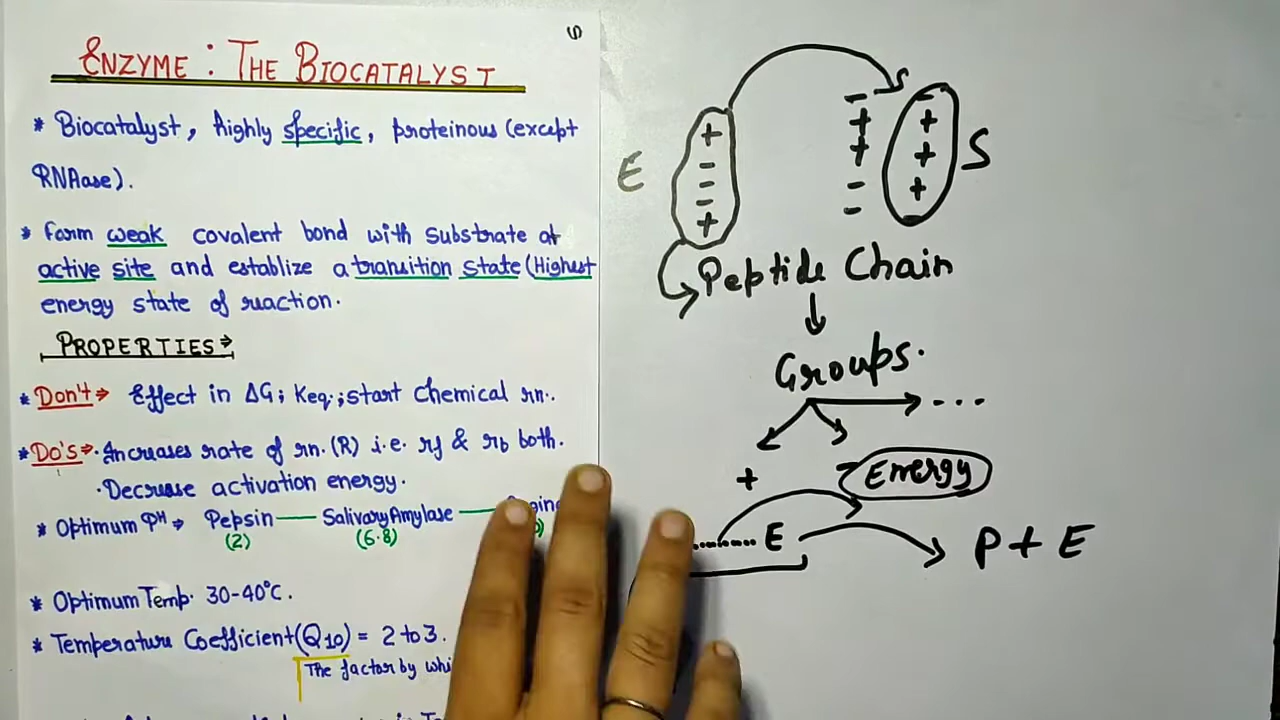 ENZYME : THE BIOCATALYST
* Biocatalyst, highly specific, proteinous (except
RNAase).
* Form weak covalent bond with substrate at
active site and establize a transition state (Highest
energy state of reaction.
PROPERTIES⇒
* Don't ⇒ Effect in ΔG; Keq.; start chemical rn..
* Do's ⇒ · Increases rate of rn. (R) i.e. rf & rb both.
· Decrease activation energy.
* Optimum PH ⇒ Pepsin — Salivary Amylase —
(2) (6.8)
* Optimum Temp. 30-40°C.
* Temperature Coefficient (Q10) = 2 to 3.
The factor by
S
+ - +
- + +
- + +
+ - +
-
E
S
Peptide Chain
↓
Groups.
→ ...
+ - Energy
........ E → P + E